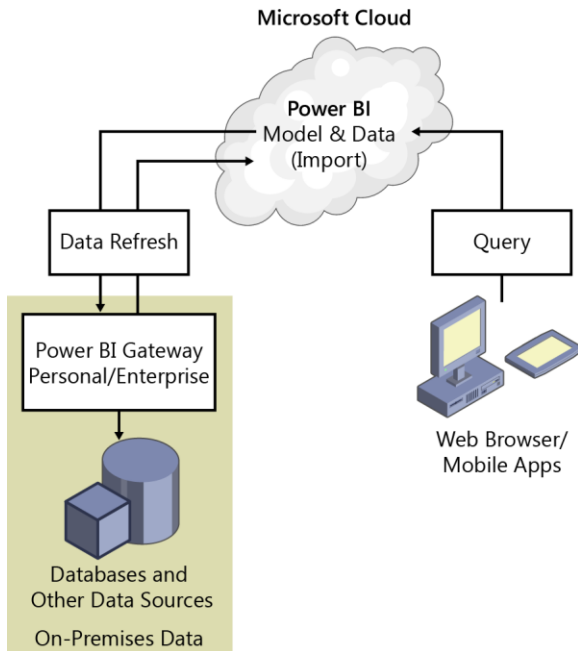 Microsoft Cloud
Power BI
Model & Data
(Import)
Data Refresh
Query
Power BI Gateway
Personal/Enterprise
Web Browser/
Mobile Apps
Databases and
Other Data Sources
On-Premises Data